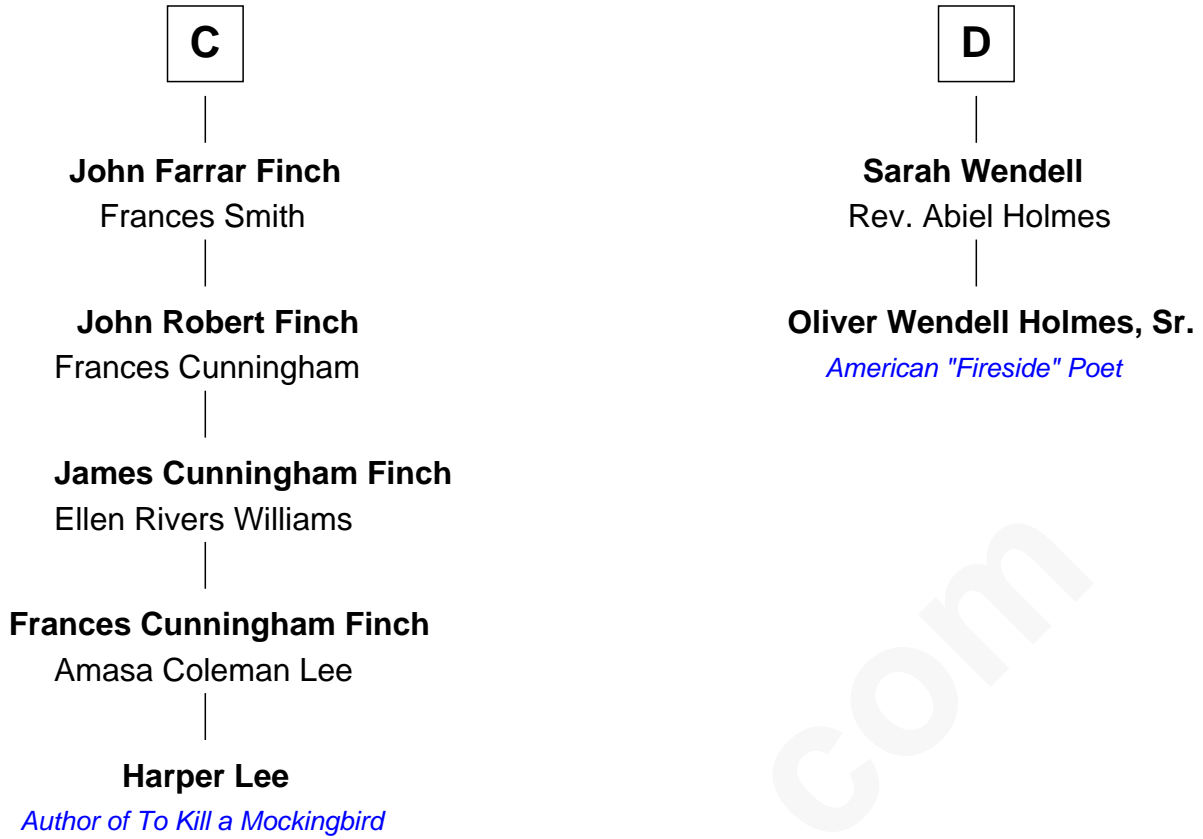 C
John Farrar Finch
Frances Smith
John Robert Finch
Frances Cunningham
James Cunningham Finch
Ellen Rivers Williams
Frances Cunningham Finch
Amasa Coleman Lee
Harper Lee
Author of To Kill a Mockingbird
D
Sarah Wendell
Rev. Abiel Holmes
Oliver Wendell Holmes, Sr.
American "Fireside" Poet
com